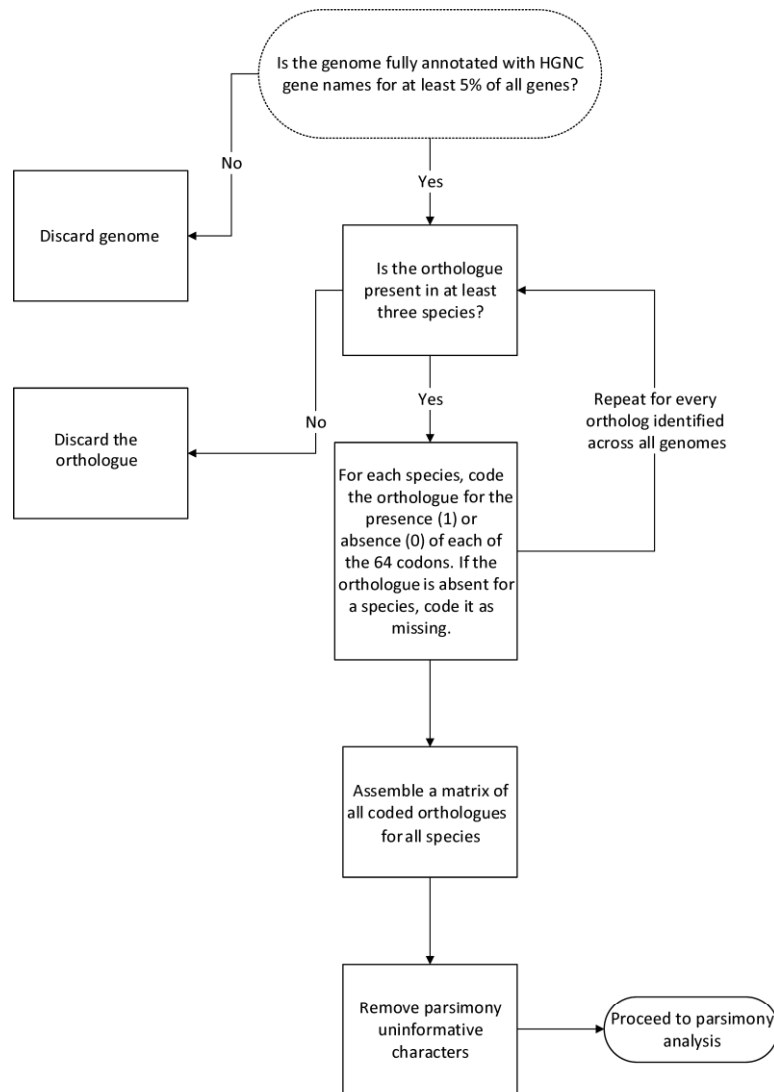 Is the genome fully annotated with HGNC
gene names for at least 5% of all genes?
No
Yes
Discard genome
Is the orthologue
present in at least
three species?
No
Yes
Repeat for every
ortholog identified
across all genomes
Discard the
orthologue
For each species, code
the orthologue for the
presence (1) or
absence (0) of each of
the 64 codons. If the
orthologue is absent for
a species, code it as
missing.
Assemble a matrix of
all coded orthologues
for all species
Remove parsimony
uninformative
characters
Proceed to parsimony
analysis